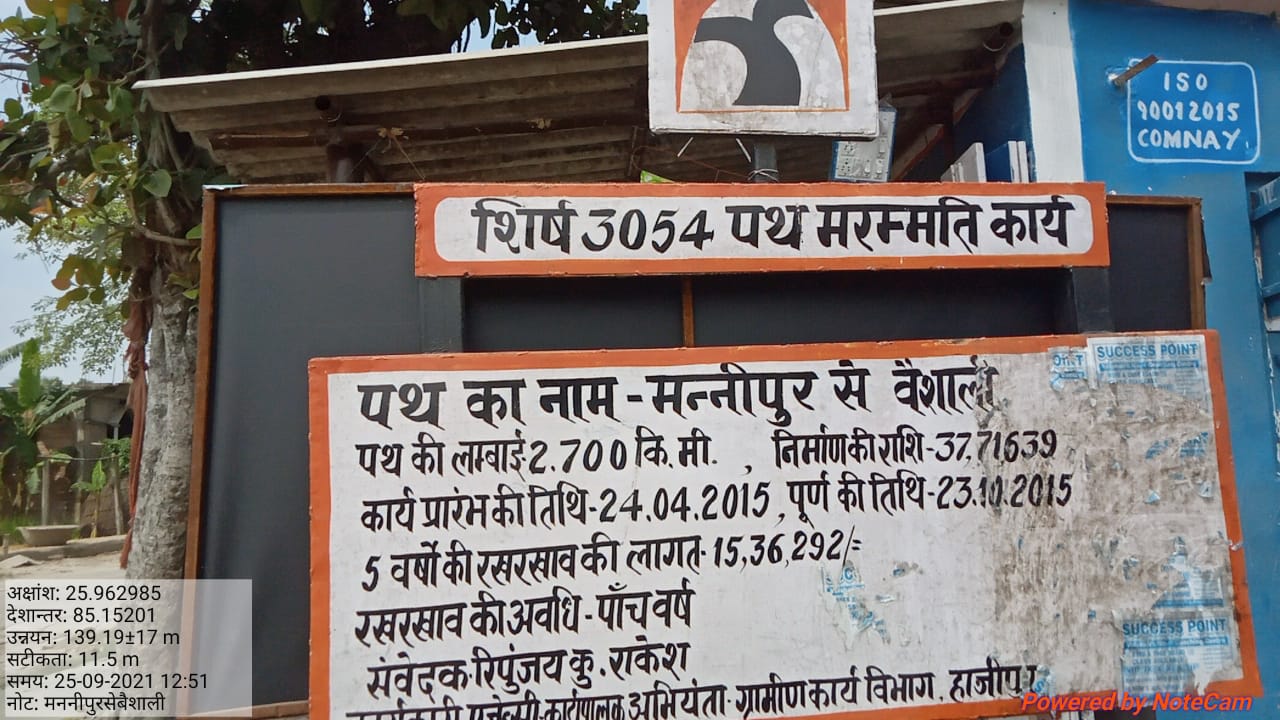 ISO
9001 2015
COMNAY
शिर्ष 3054 पथ मरम्मति कार्य
पथ का नाम - मन्नीपुर से वैशाली
SUCCESS POINT
पथ की लम्बाई-2.700 कि.मी. , निर्माण की राशि-37,71639
कार्य प्रारंभ की तिथि-24.04.2015 , पूर्ण की तिथि-23.10.2015
5 वर्षो की रखरखाव की लागत- 15,36,292/=
रखरखाव की अवधि - पाँच वर्ष
SUCCESS POINT
संवेदक-रिपुंजय कु. राकेश
कार्यकारी एजेन्सी-कार्यपालक अभियंता- ग्रामीण कार्य विभाग, हाजीपुर
अक्षांश: 25.962985
देशान्तर: 85.15201
उन्नयन: 139.19±17 m
सटीकता: 11.5 m
समय: 25-09-2021 12:51
नोट: मननीपुरसेबैशाली
Powered by NoteCam